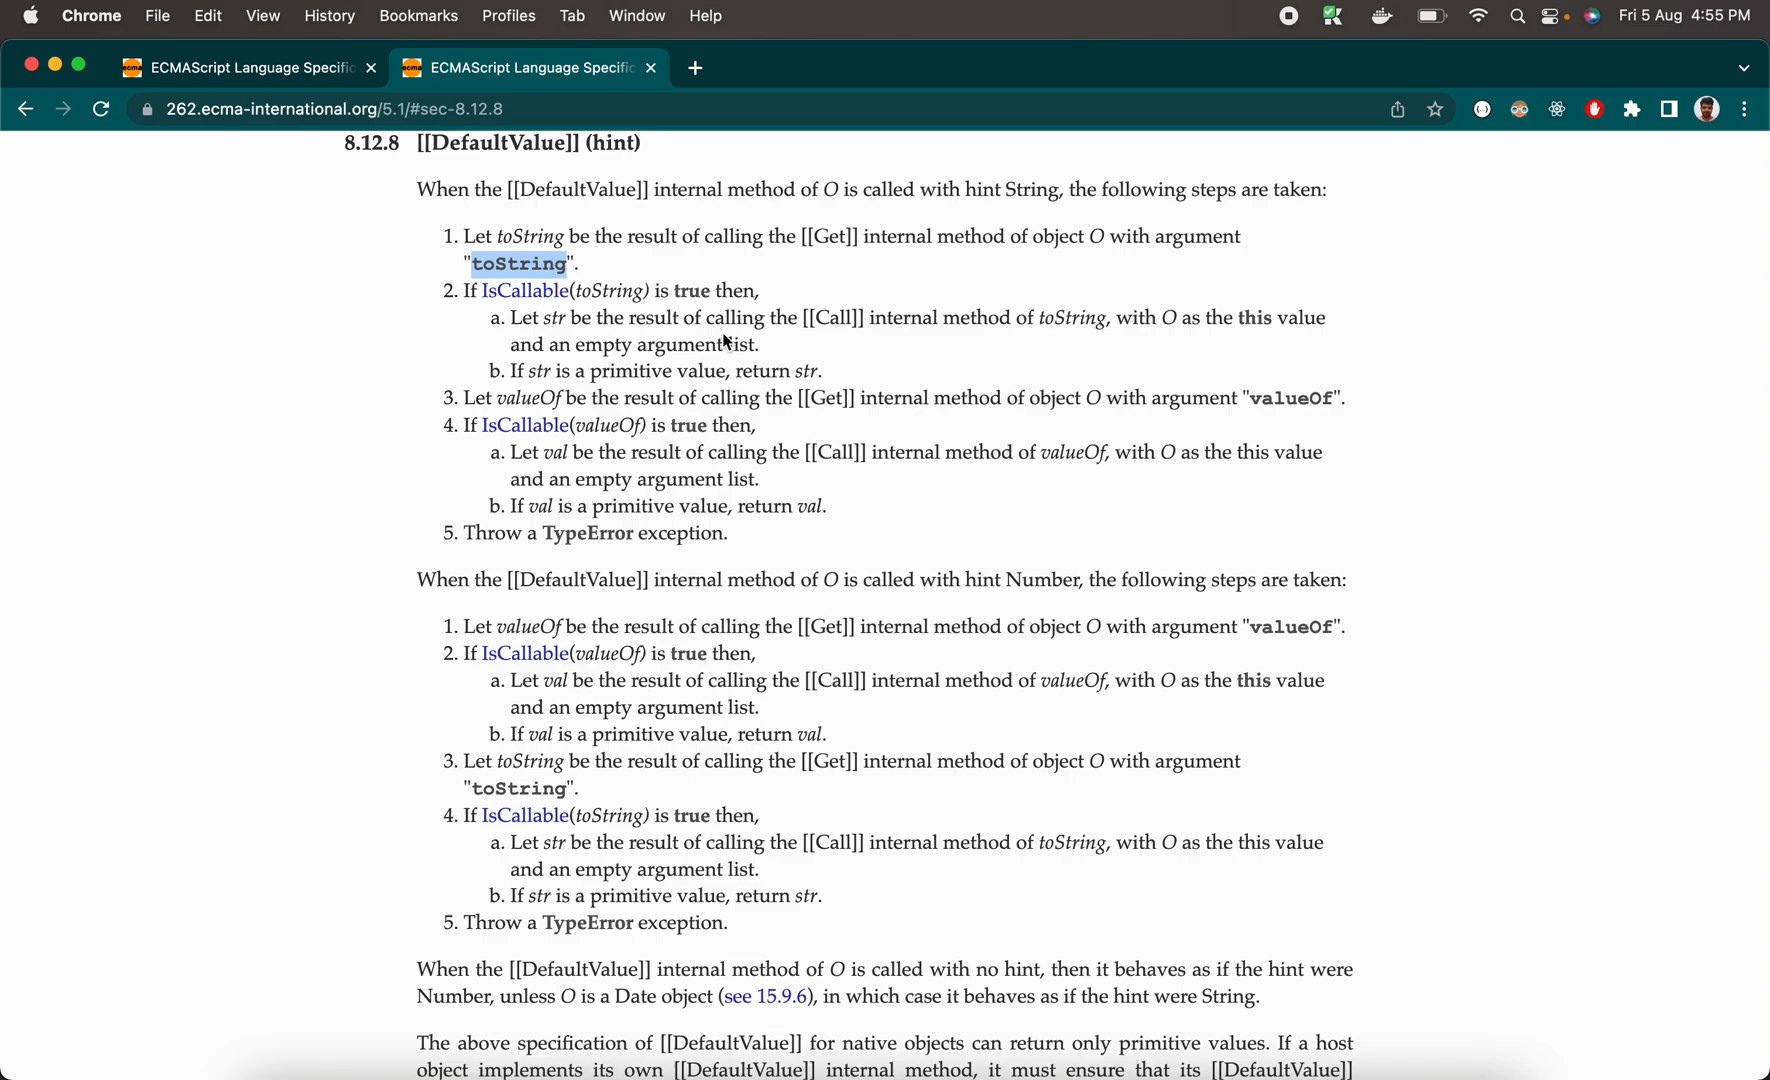 Chrome File Edit View History Bookmarks Profiles Tab Window Help Fri 5 Aug 4:55 PM
ecma ECMAScript Language Specific ecma ECMAScript Language Specific
262.ecma-international.org/5.1/#sec-8.12.8
8.12.8 [[DefaultValue]] (hint)
When the [[DefaultValue]] internal method of O is called with hint String, the following steps are taken:
1. Let toString be the result of calling the [[Get]] internal method of object O with argument
"toString".
2. If IsCallable(toString) is true then,
a. Let str be the result of calling the [[Call]] internal method of toString, with O as the this value
and an empty argument list.
b. If str is a primitive value, return str.
3. Let valueOf be the result of calling the [[Get]] internal method of object O with argument "valueOf".
4. If IsCallable(valueOf) is true then,
a. Let val be the result of calling the [[Call]] internal method of valueOf, with O as the this value
and an empty argument list.
b. If val is a primitive value, return val.
5. Throw a TypeError exception.
When the [[DefaultValue]] internal method of O is called with hint Number, the following steps are taken:
1. Let valueOf be the result of calling the [[Get]] internal method of object O with argument "valueOf".
2. If IsCallable(valueOf) is true then,
a. Let val be the result of calling the [[Call]] internal method of valueOf, with O as the this value
and an empty argument list.
b. If val is a primitive value, return val.
3. Let toString be the result of calling the [[Get]] internal method of object O with argument
"toString".
4. If IsCallable(toString) is true then,
a. Let str be the result of calling the [[Call]] internal method of toString, with O as the this value
and an empty argument list.
b. If str is a primitive value, return str.
5. Throw a TypeError exception.
When the [[DefaultValue]] internal method of O is called with no hint, then it behaves as if the hint were
Number, unless O is a Date object (see 15.9.6), in which case it behaves as if the hint were String.
The above specification of [[DefaultValue]] for native objects can return only primitive values. If a host
object implements its own [[DefaultValue]] internal method, it must ensure that its [[DefaultValue]]